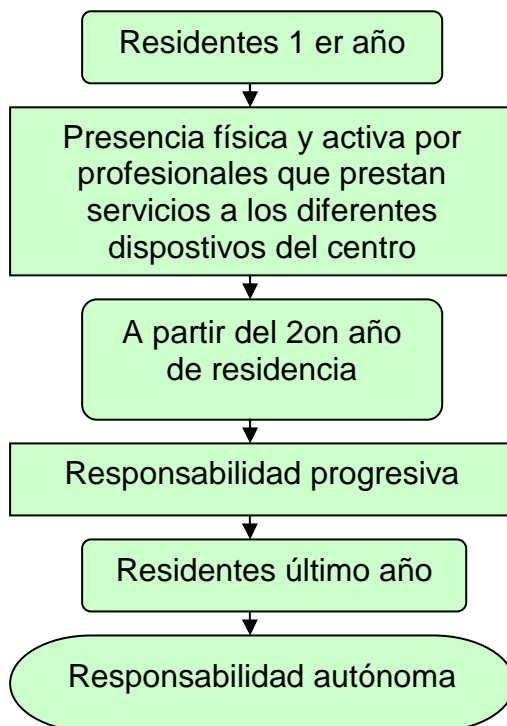 Residentes 1 er año
Presencia física y activa por
profesionales que prestan
servicios a los diferentes
dispostivos del centro
A partir del 2on año
de residencia
Responsabilidad progresiva
Residentes último año
Responsabilidad autónoma